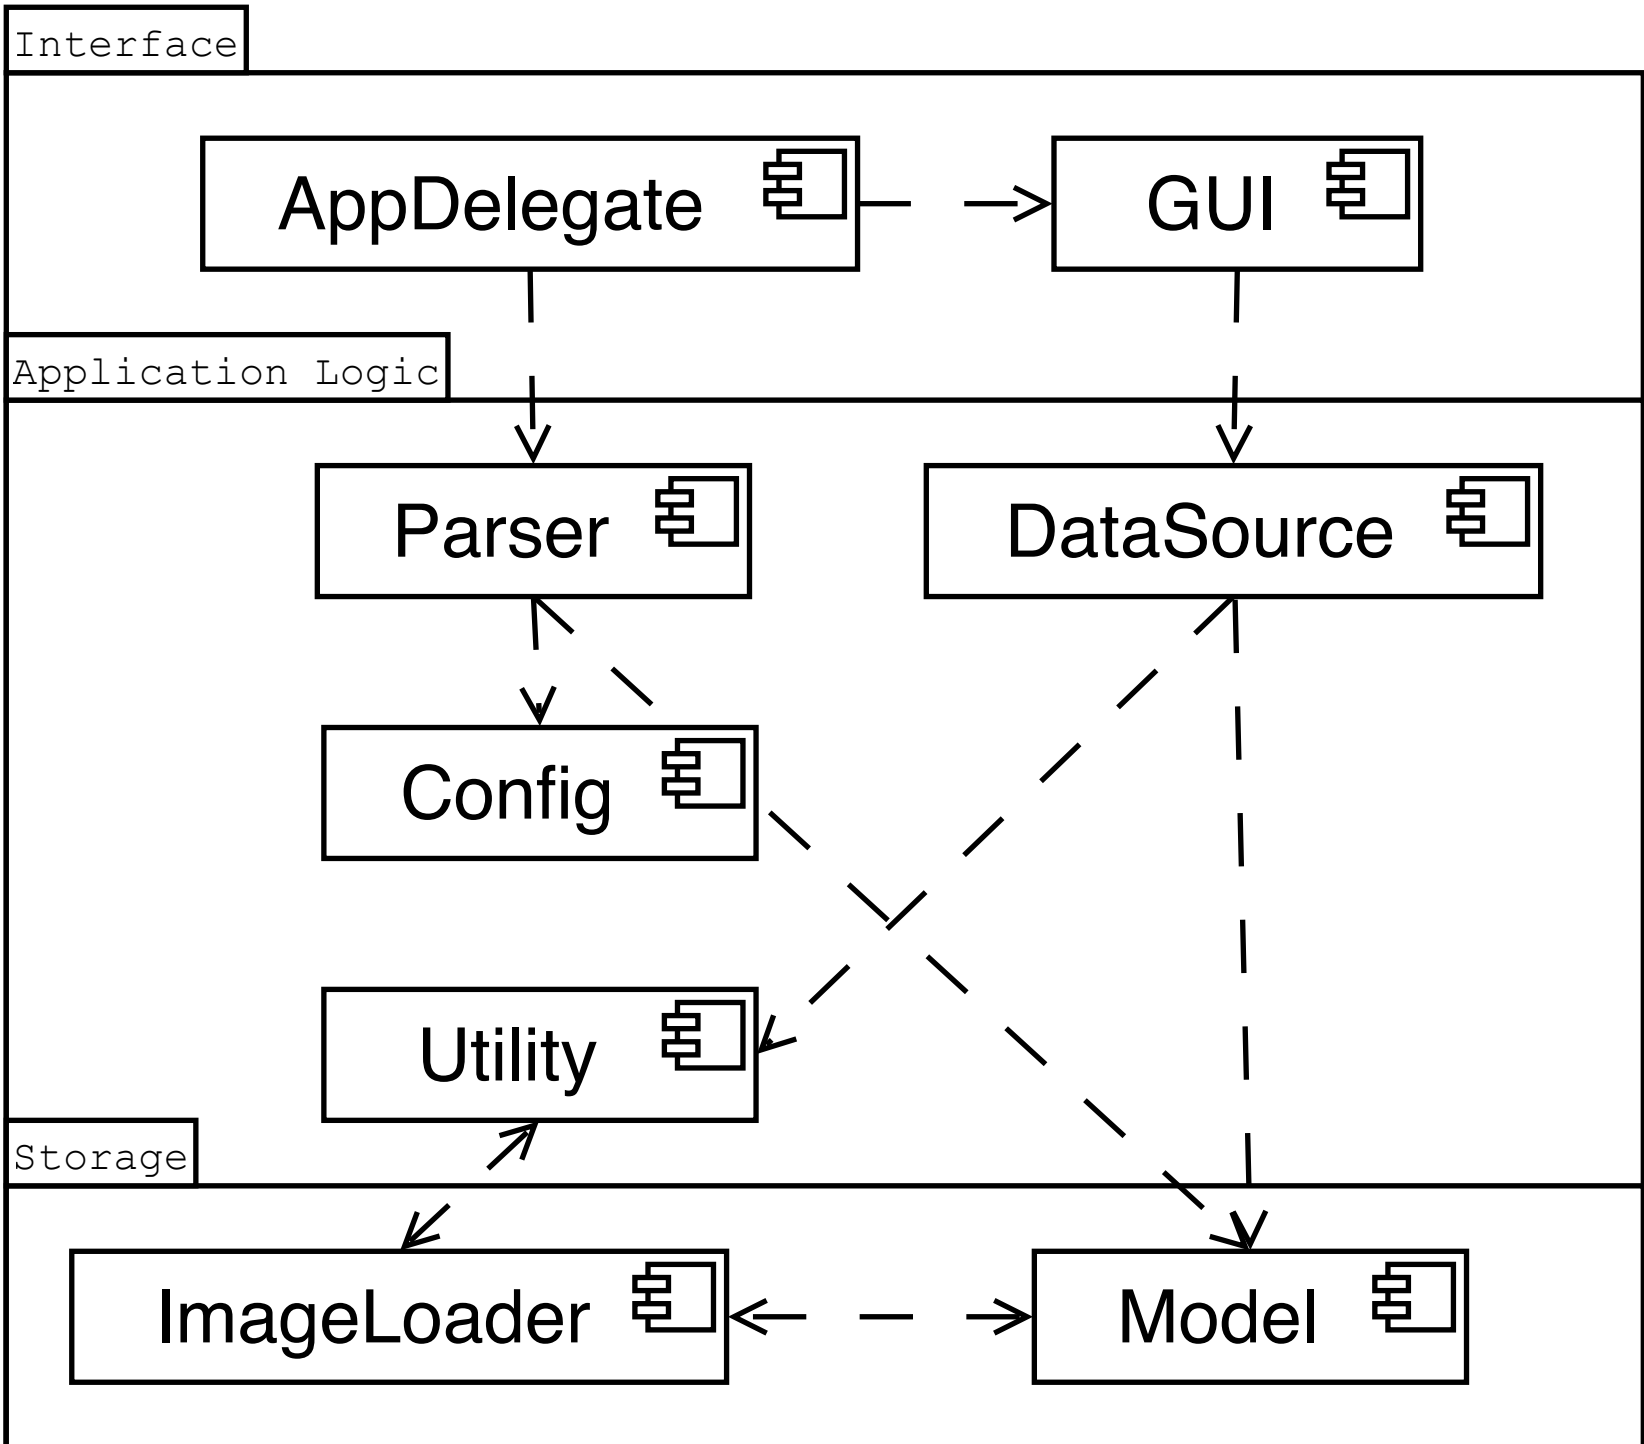 Interface
AppDelegate
GUI
Application Logic
Parser
DataSource
Config
Utility
Storage
ImageLoader
Model